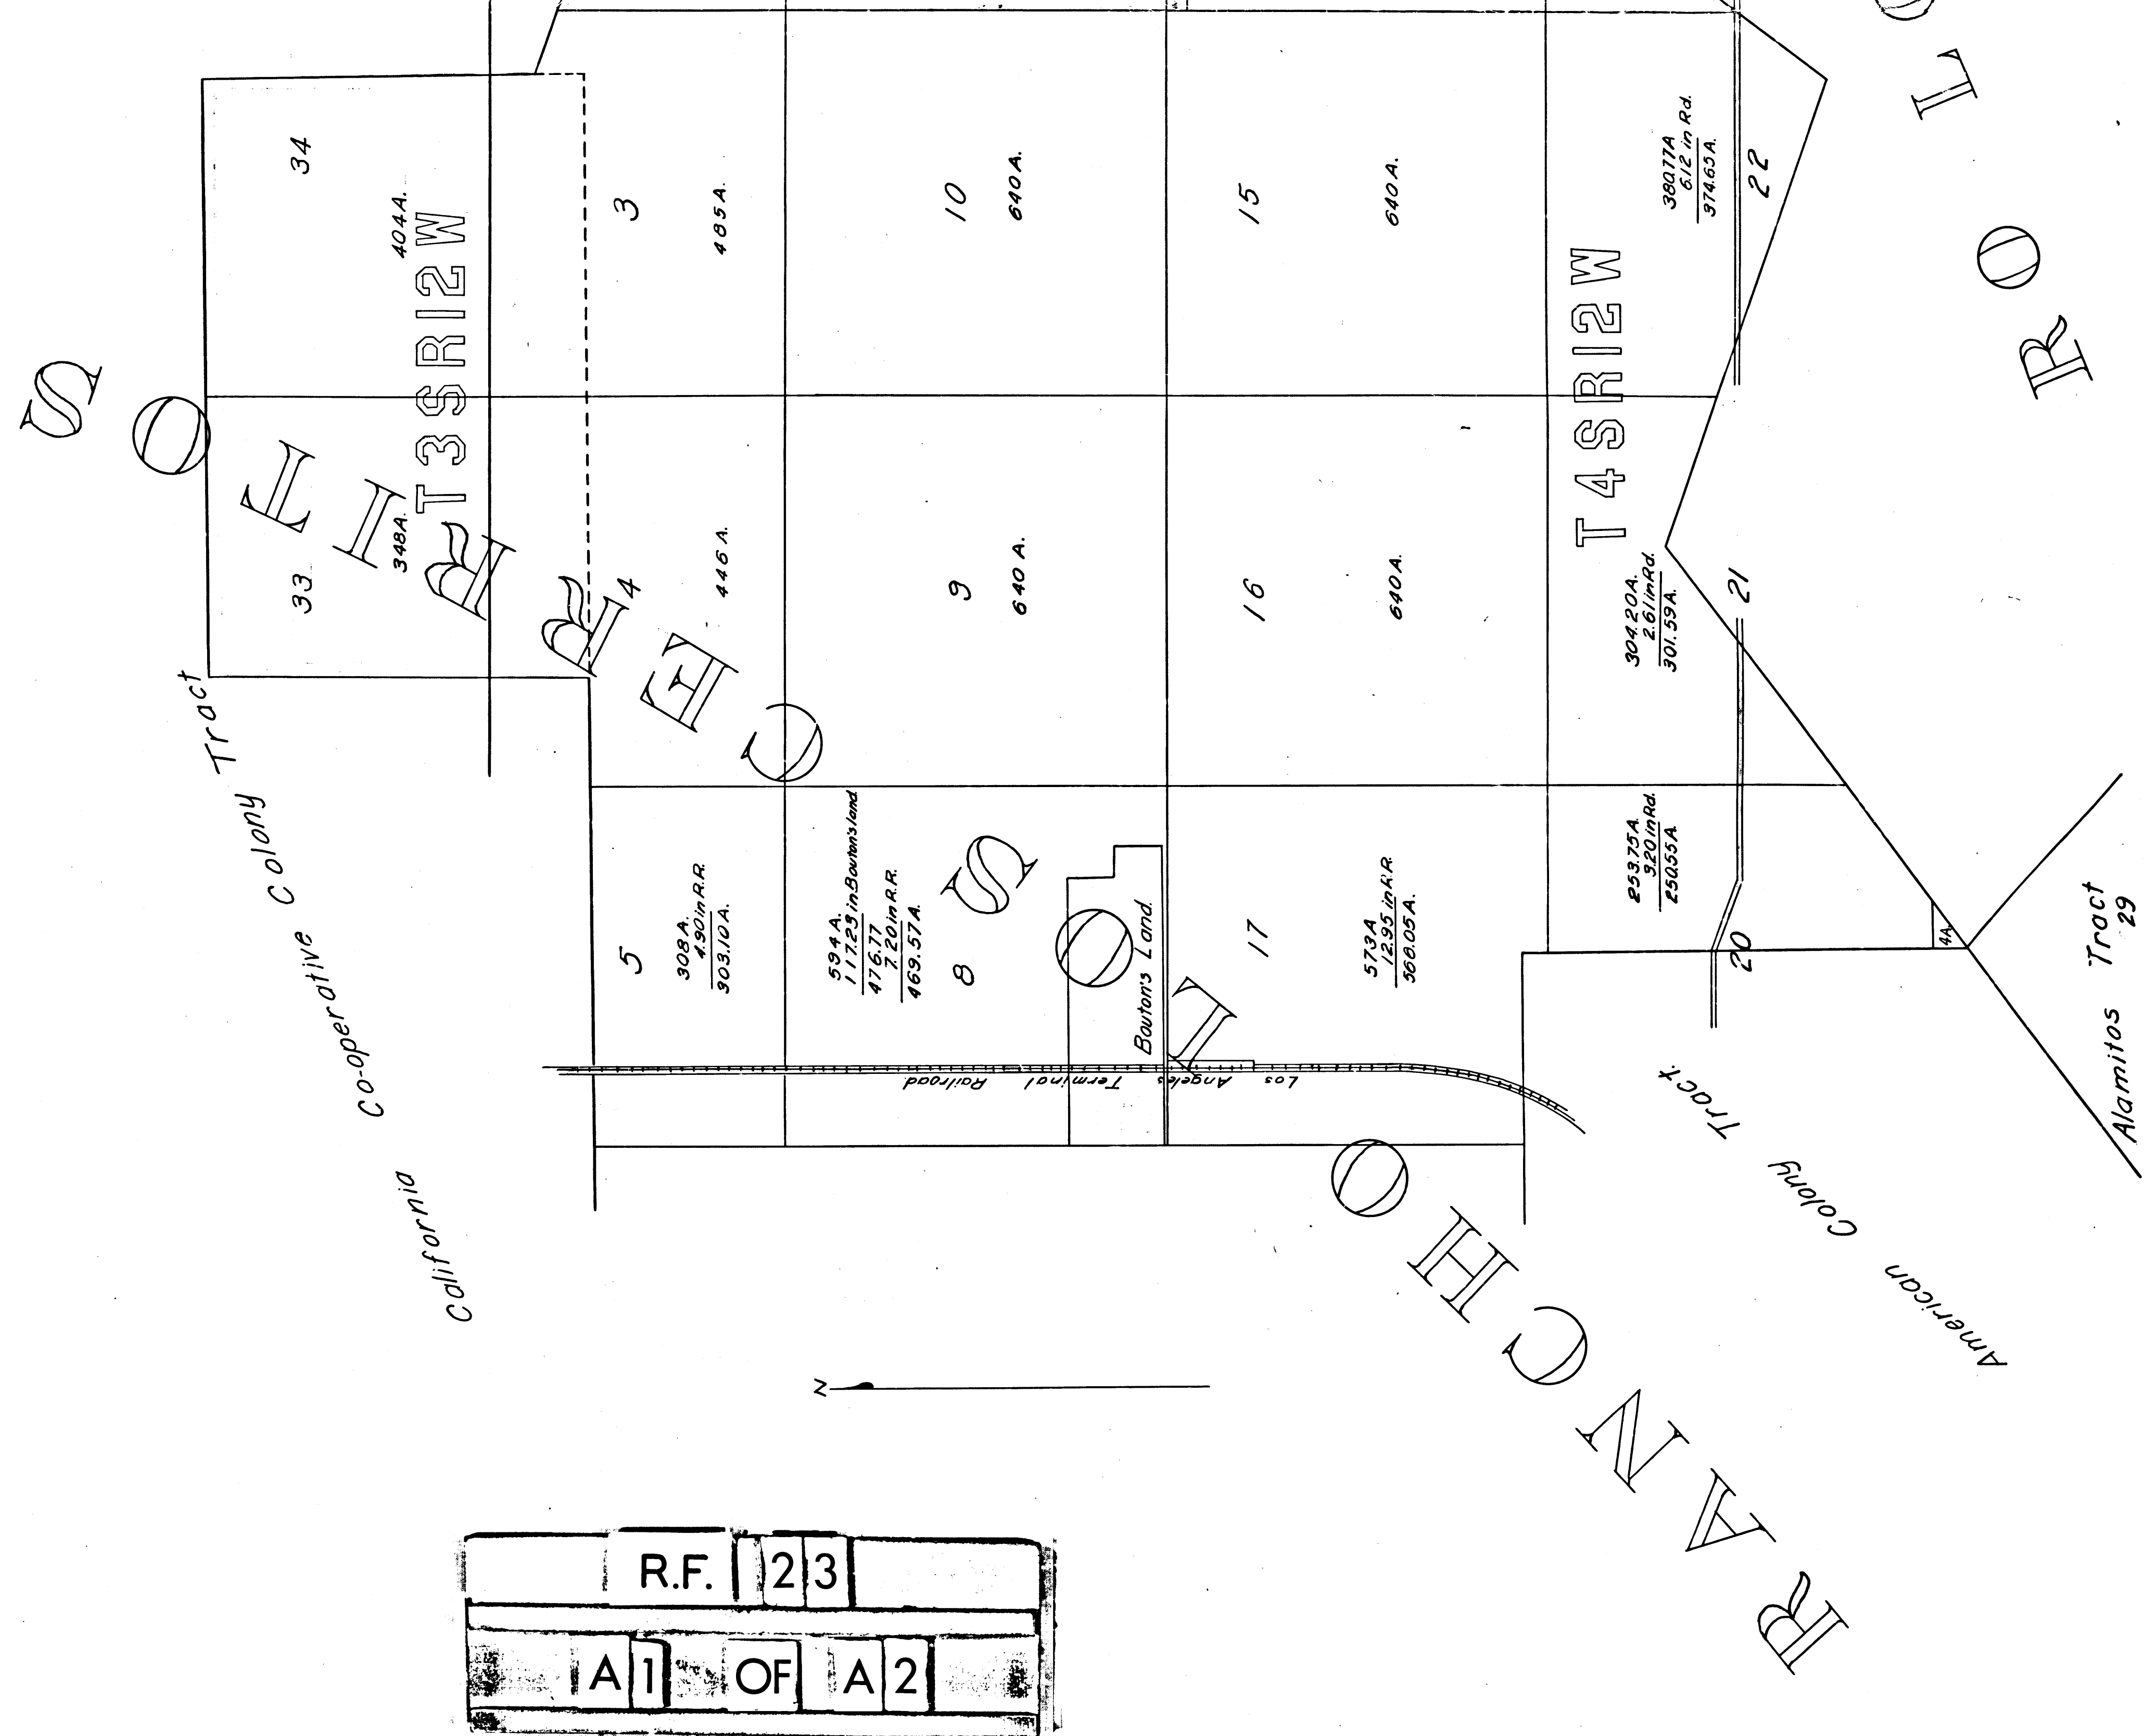 RANCHO LOS CERRITOS
RO
L
T3SR12W
T4SR12W
34
404A.
33
348A.
3
485A.
4
446A.
10
640A.
9
640A.
15
640A.
16
640A.
22
380.77A
6.12 in Rd.
374.65A.
21
304.20A.
2.61 in Rd.
301.59A.
5
308A.
4.90 in R.R.
303.10A.
8
594A.
117.23 in Bouton's land
476.77
7.20 in R.R.
469.57A.
Bouton's Land.
17
573A
12.95 in R.R.
560.05A.
20
253.75A.
3.20 in Rd.
250.55A
4A.
Los Angeles Terminal Railroad.
California Co-operative Colony Tract
American Colony Tract.
Alamitos Tract
29
N
R.F. 23
A1 OF A2